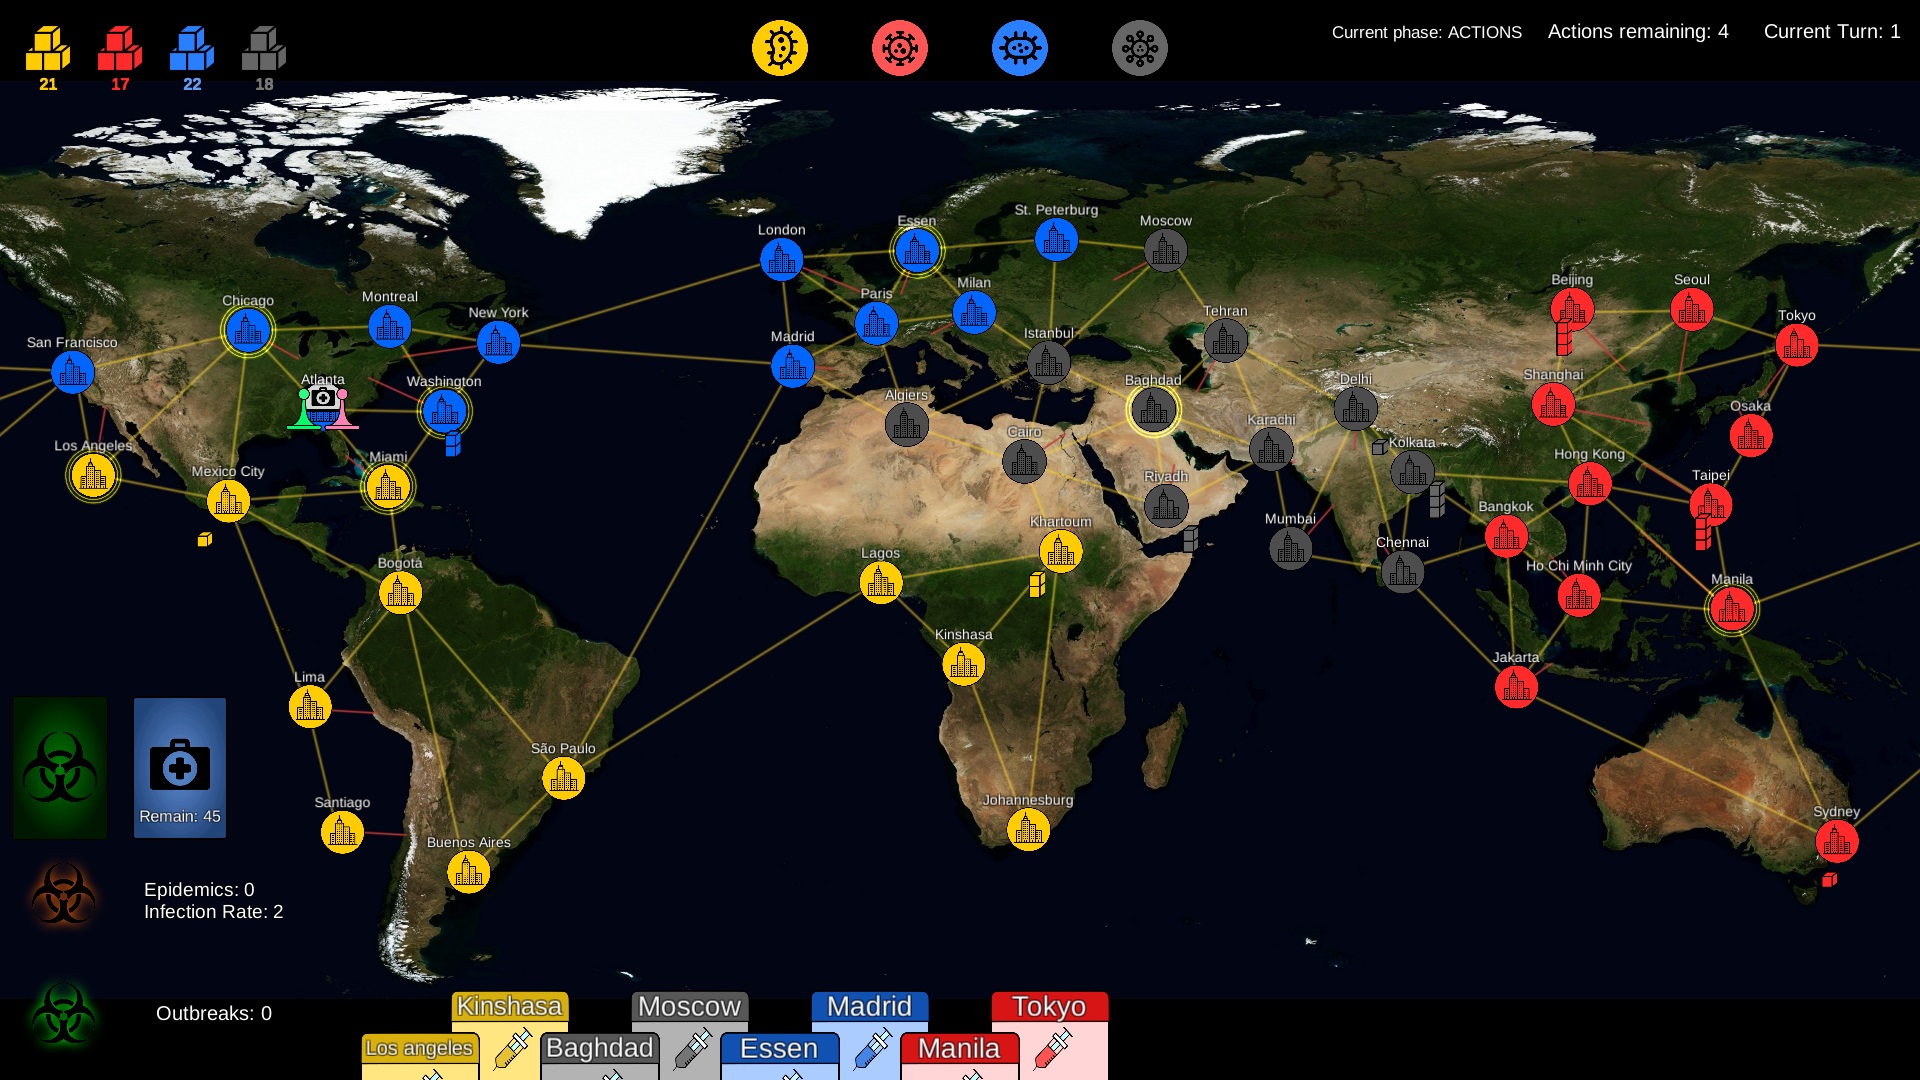 Current phase: ACTIONS
Actions remaining: 4
Current Turn: 1
21
17
22
18
London
Essen
St. Peterburg
Moscow
Chicago
Montreal
New York
Paris
Milan
Tehran
Beijing
Seoul
Tokyo
San Francisco
Madrid
Istanbul
Atlanta
Washington
Algiers
Baghdad
Delhi
Shanghai
Osaka
Los Angeles
Mexico City
Miami
Cairo
Karachi
Kolkata
Hong Kong
Taipei
Riyadh
Khartoum
Mumbai
Bangkok
Bogotá
Lagos
Chennai
Ho Chi Minh City
Manila
Kinshasa
Jakarta
Lima
São Paulo
Santiago
Buenos Aires
Johannesburg
Sydney
Remain: 45
Epidemics: 0
Infection Rate: 2
Outbreaks: 0
Kinshasa
Moscow
Madrid
Tokyo
Los angeles
Baghdad
Essen
Manila